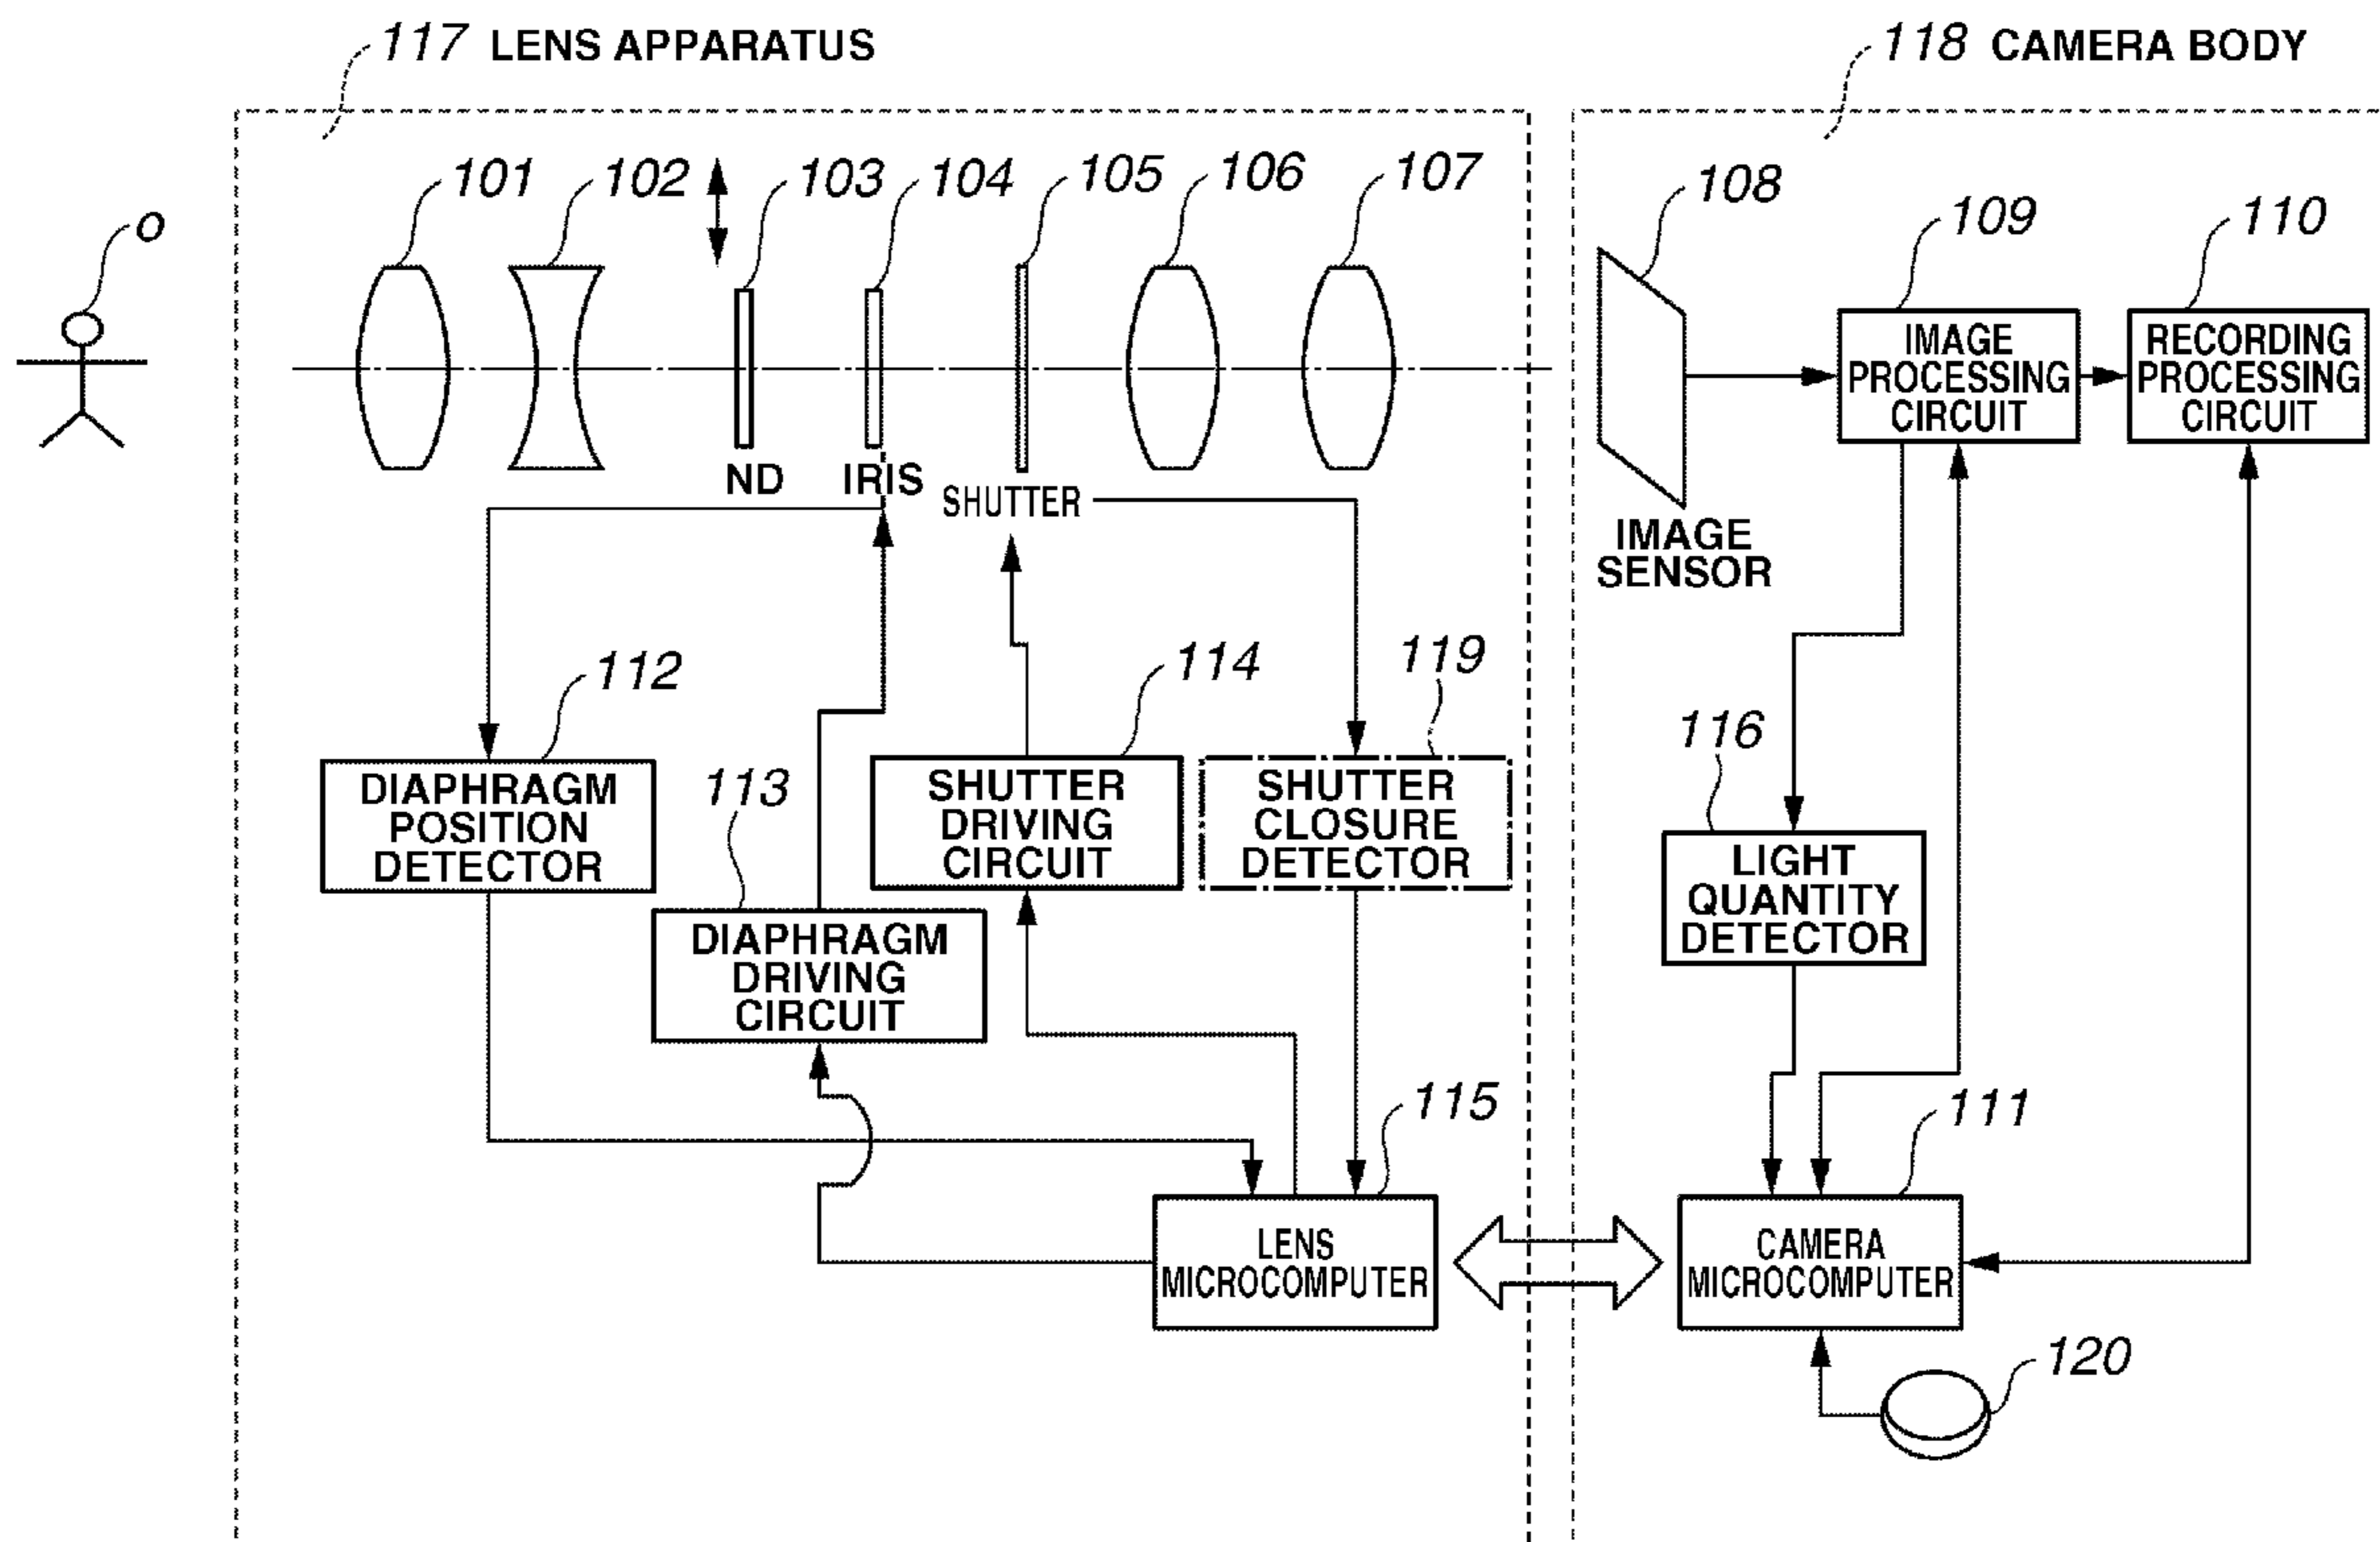 117 LENS APPARATUS
118 CAMERA BODY
101
102
103
104
105
106
107
108
109
110
O
IMAGE
PROCESSING
CIRCUIT
RECORDING
PROCESSING
CIRCUIT
ND
IRIS
SHUTTER
IMAGE
SENSOR
112
114
119
116
113
DIAPHRAGM
POSITION
DETECTOR
SHUTTER
DRIVING
CIRCUIT
SHUTTER
CLOSURE
DETECTOR
LIGHT
QUANTITY
DETECTOR
DIAPHRAGM
DRIVING
CIRCUIT
115
111
LENS
MICROCOMPUTER
CAMERA
MICROCOMPUTER
120